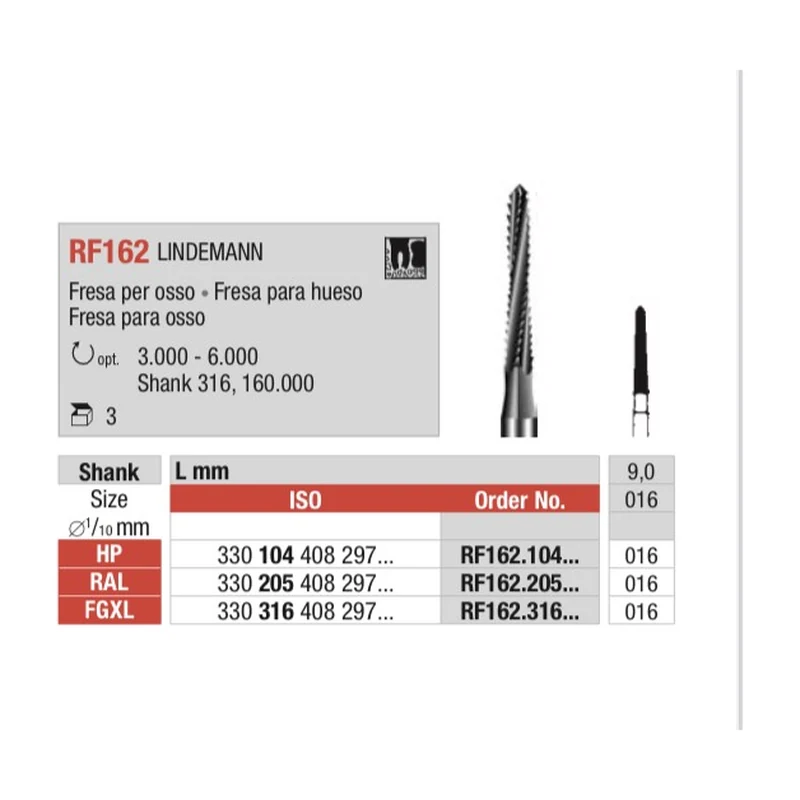 RF162 LINDEMANN
Fresa per osso • Fresa para hueso
Fresa para osso
opt. 3.000 - 6.000
Shank 316, 160.000
3
Shank L mm 9,0
Size ISO Order No. 016
⌀1/10 mm
HP 330 104 408 297... RF162.104... 016
RAL 330 205 408 297... RF162.205... 016
FGXL 330 316 408 297... RF162.316... 016